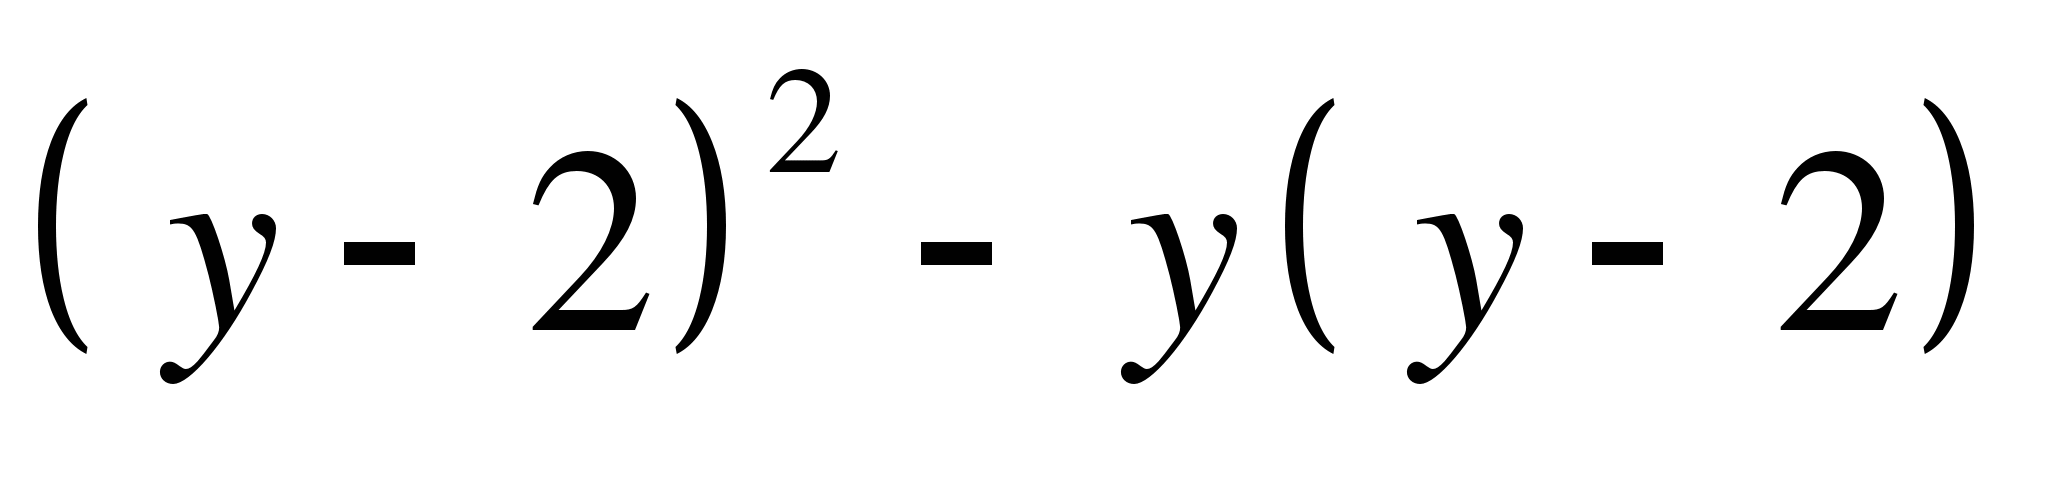 (y - 2)² - y(y - 2)